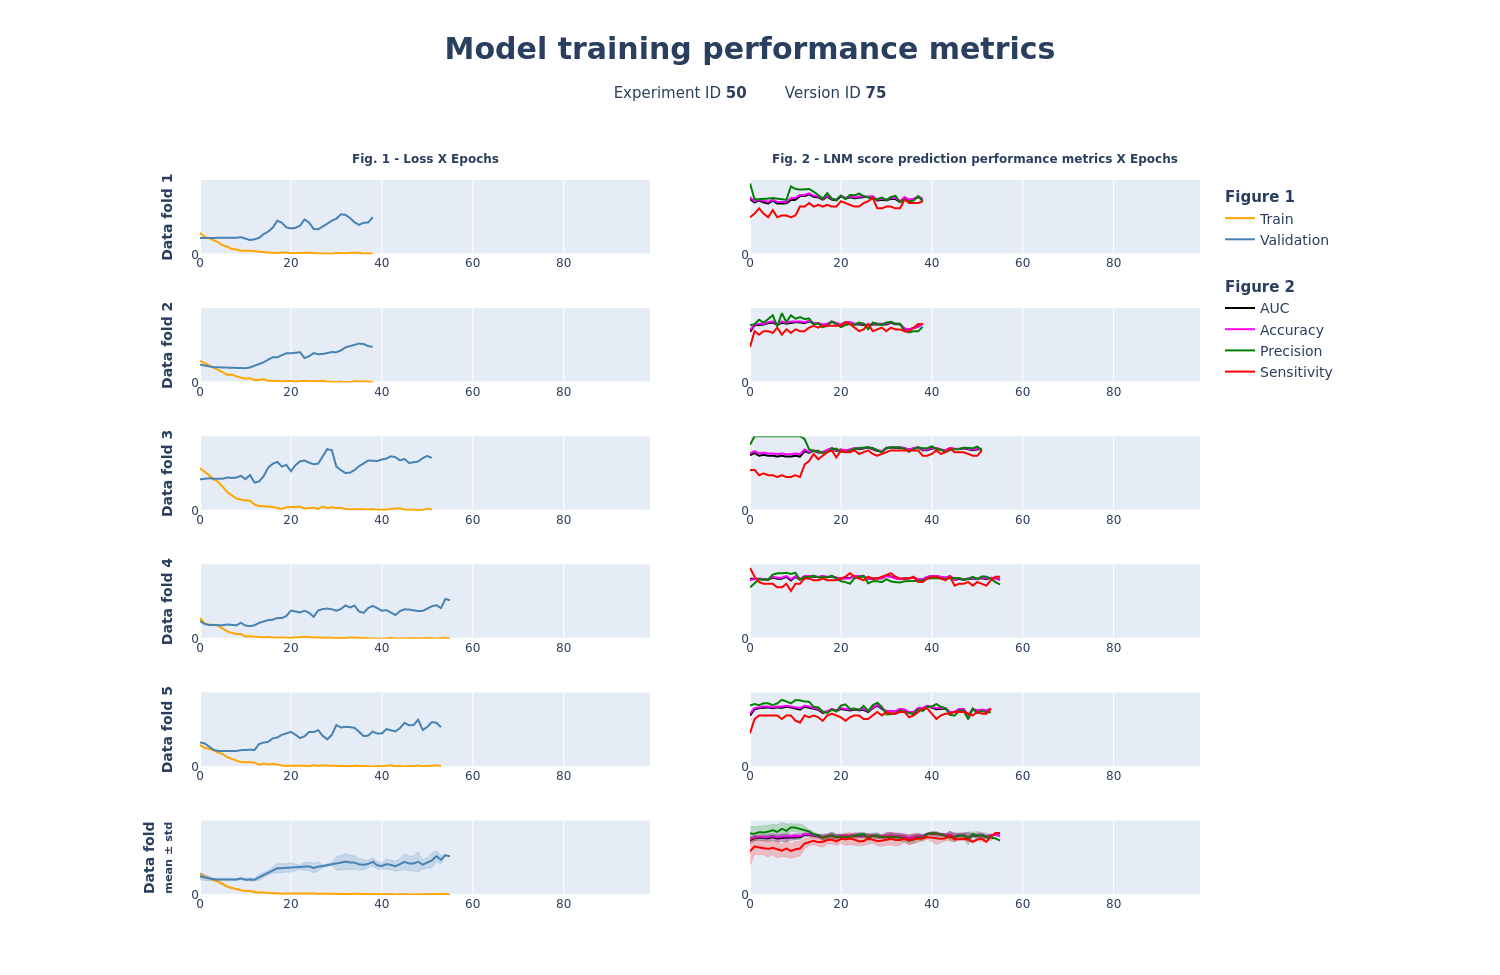 Model training performance metrics
Experiment ID 50 Version ID 75
Fig. 1 - Loss X Epochs
Fig. 2 - LNM score prediction performance metrics X Epochs
Data fold 1
0
0 20 40 60 80
0
0 20 40 60 80
Figure 1
Train
Validation
Figure 2
AUC
Accuracy
Precision
Sensitivity
Data fold 2
0
0 20 40 60 80
0
0 20 40 60 80
Data fold 3
0
0 20 40 60 80
0
0 20 40 60 80
Data fold 4
0
0 20 40 60 80
0
0 20 40 60 80
Data fold 5
0
0 20 40 60 80
0
0 20 40 60 80
Data fold
mean ± std
0
0 20 40 60 80
0
0 20 40 60 80